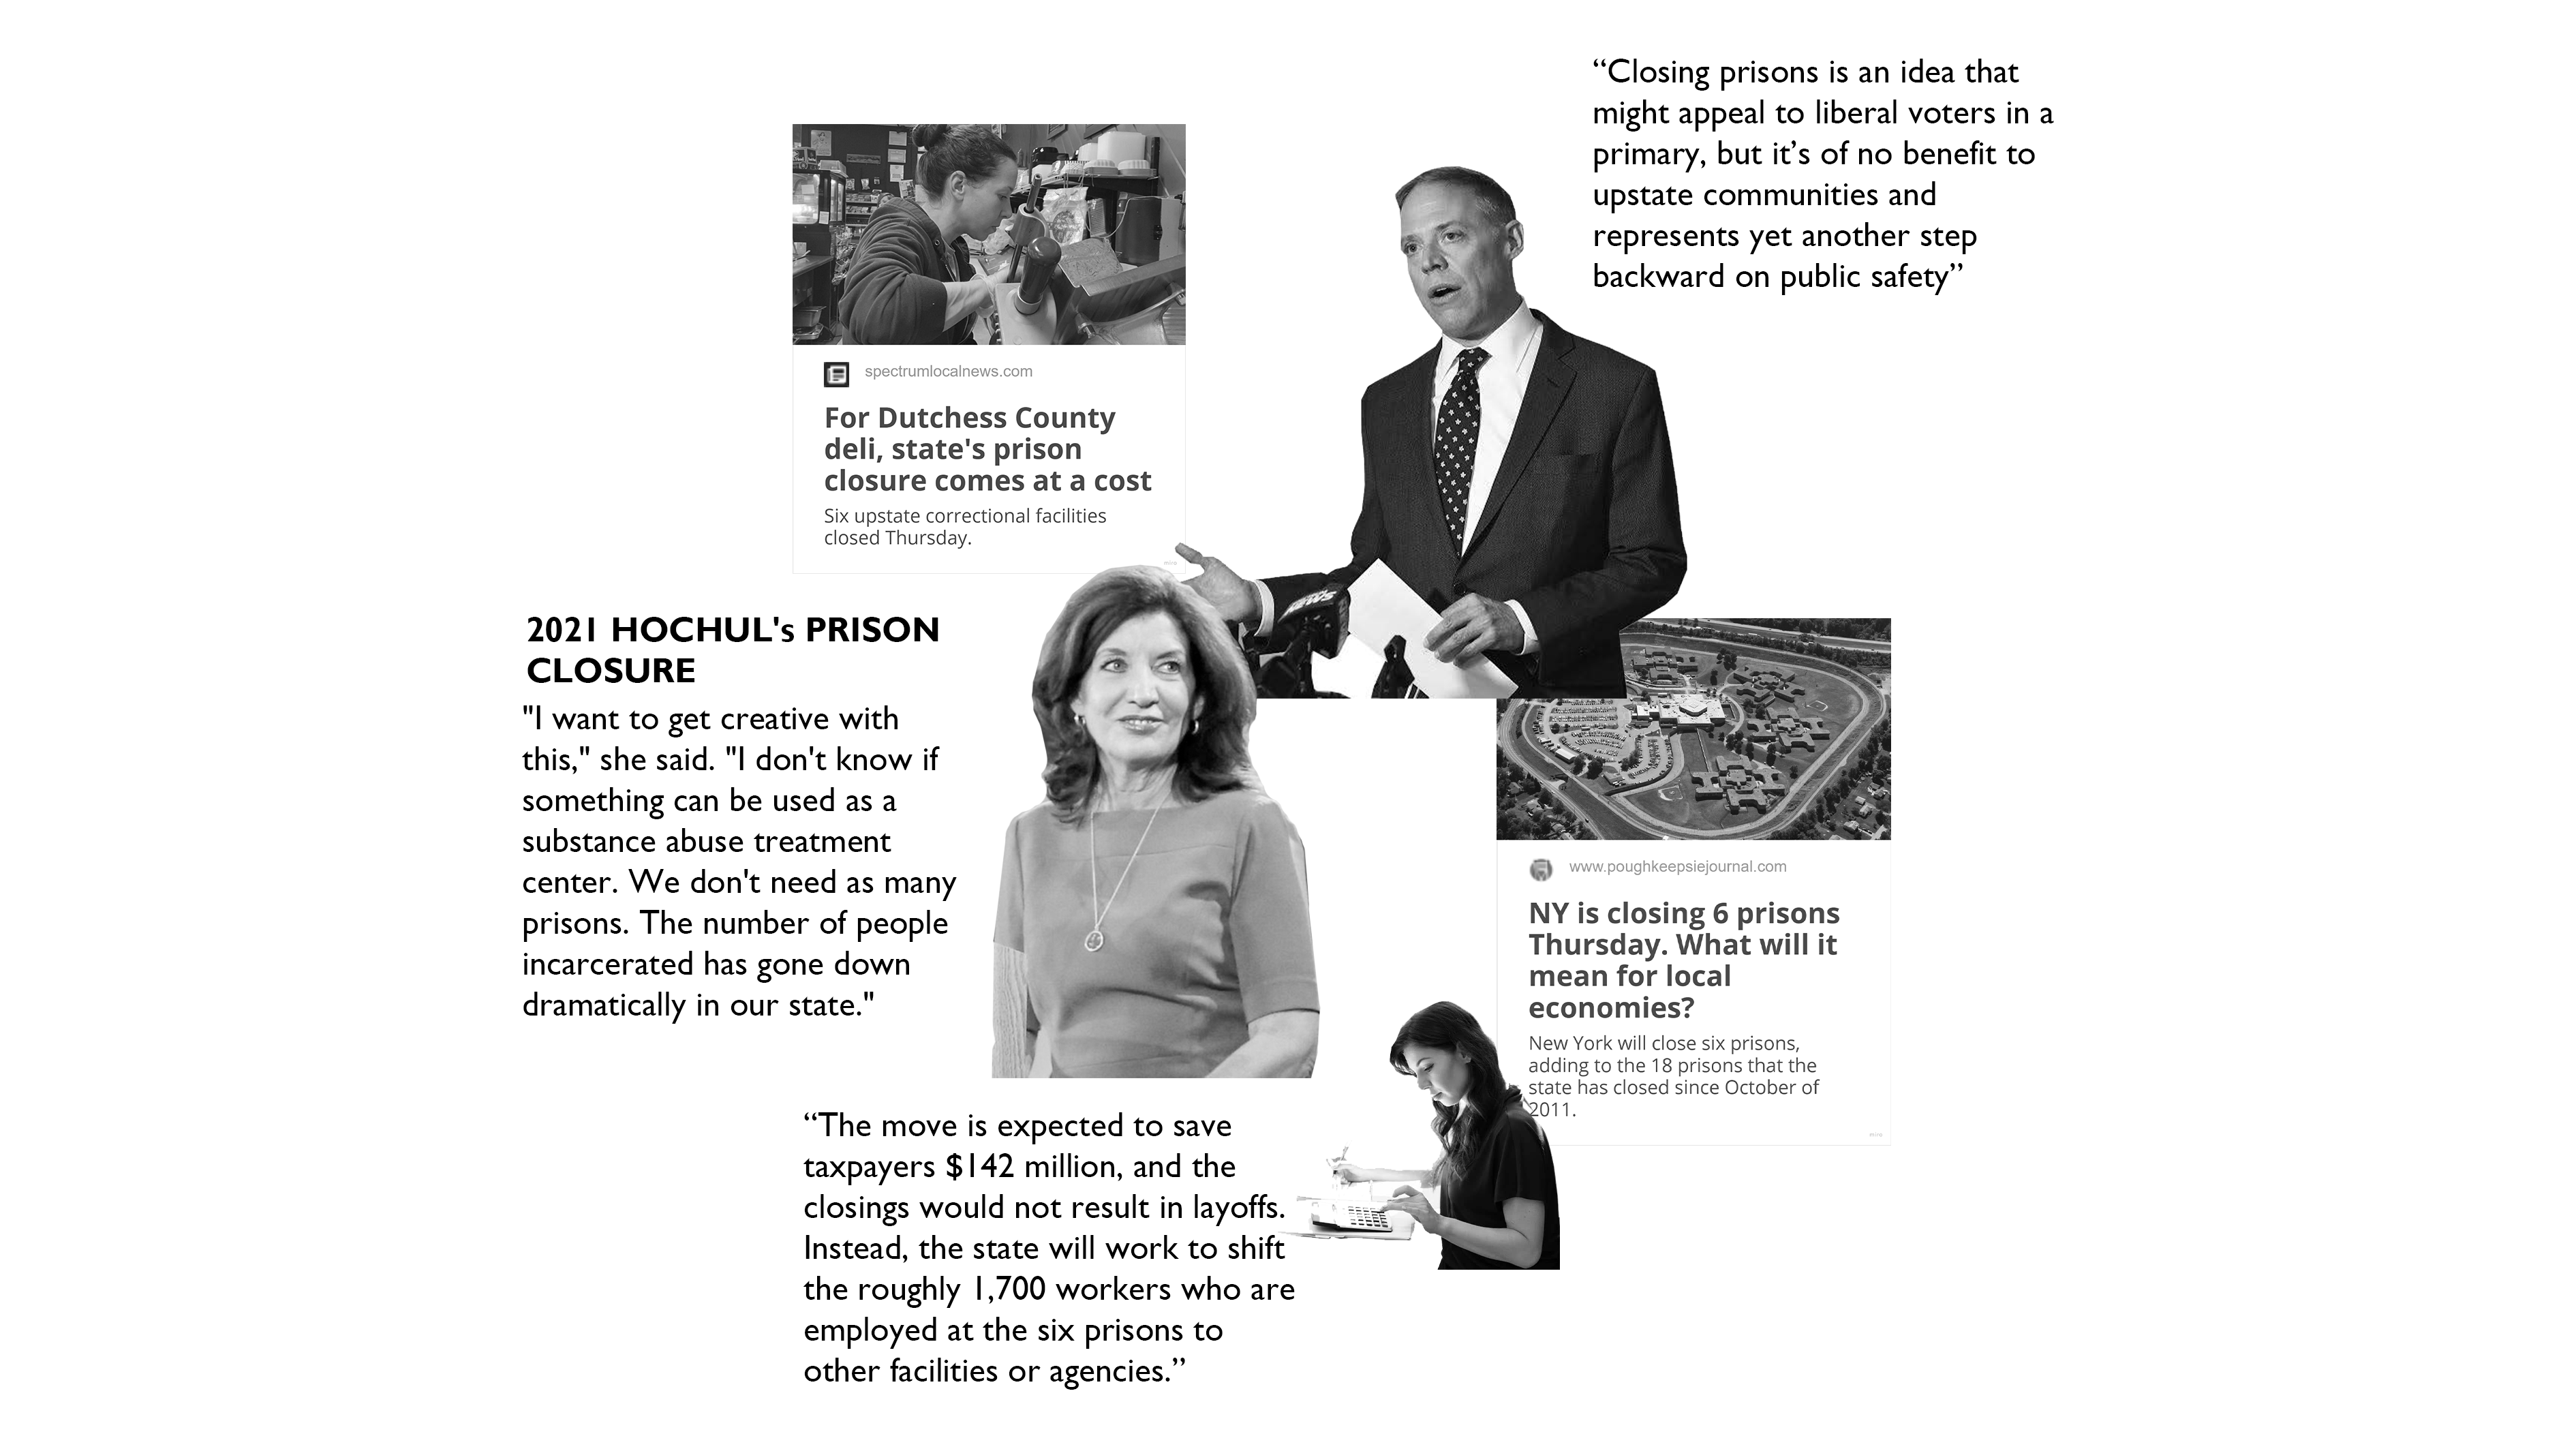 “Closing prisons is an idea that
might appeal to liberal voters in a
primary, but it’s of no benefit to
upstate communities and
represents yet another step
backward on public safety”
spectrumlocalnews.com
For Dutchess County
deli, state's prison
closure comes at a cost
Six upstate correctional facilities
closed Thursday.
miro
NEWS
2021 HOCHUL's PRISON
CLOSURE
"I want to get creative with
this," she said. "I don't know if
something can be used as a
substance abuse treatment
center. We don't need as many
prisons. The number of people
incarcerated has gone down
dramatically in our state."
www.poughkeepsiejournal.com
NY is closing 6 prisons
Thursday. What will it
mean for local
economies?
New York will close six prisons,
adding to the 18 prisons that the
state has closed since October of
2011.
miro
“The move is expected to save
taxpayers $142 million, and the
closings would not result in layoffs.
Instead, the state will work to shift
the roughly 1,700 workers who are
employed at the six prisons to
other facilities or agencies.”